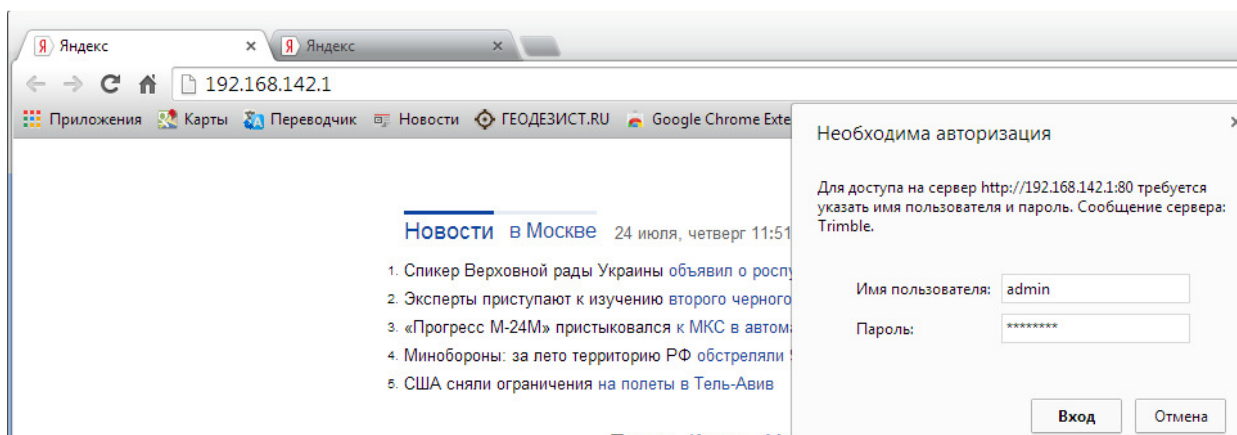 Яндекс
Яндекс
192.168.142.1
Приложения Карты Переводчик Новости ГЕОДЕЗИСТ.RU Google Chrome Exte
Новости в Москве 24 июля, четверг 11:51
1. Спикер Верховной рады Украины объявил о росп
2. Эксперты приступают к изучению второго черного
3. «Прогресс М-24М» пристыковался к МКС в автом
4. Минобороны: за лето территорию РФ обстреляли
5. США сняли ограничения на полеты в Тель-Авив
Необходима авторизация
Для доступа на сервер http://192.168.142.1:80 требуется
указать имя пользователя и пароль. Сообщение сервера:
Trimble.
Имя пользователя: admin
Пароль: ********
Вход Отмена